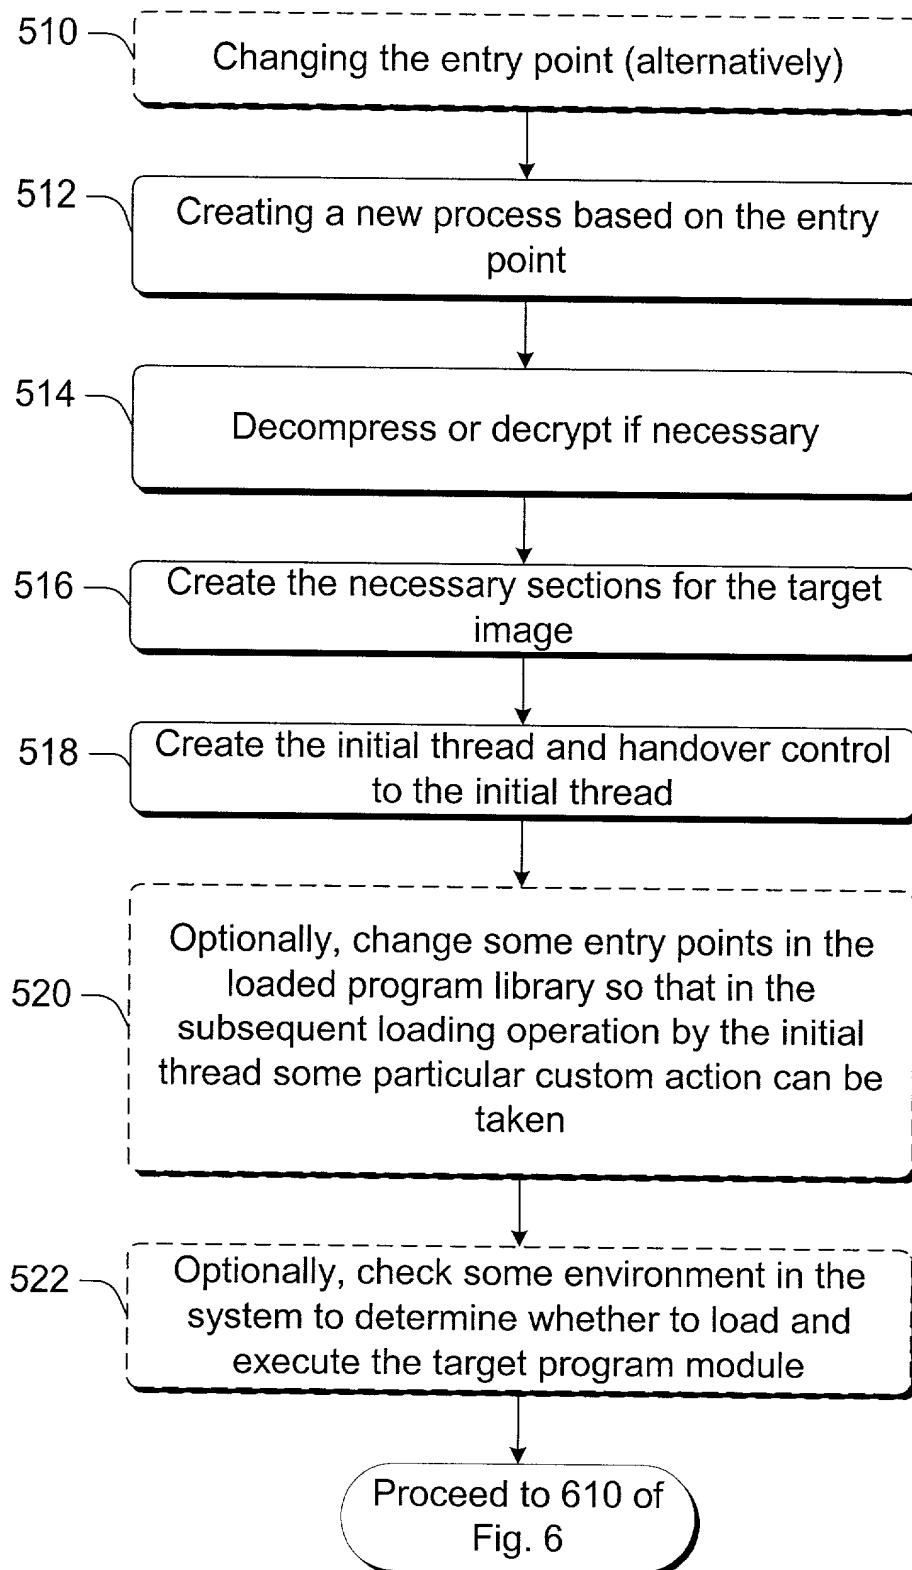 510
Changing the entry point (alternatively)
512
Creating a new process based on the entry
point
514
Decompress or decrypt if necessary
516
Create the necessary sections for the target
image
518
Create the initial thread and handover control
to the initial thread
520
Optionally, change some entry points in the
loaded program library so that in the
subsequent loading operation by the initial
thread some particular custom action can be
taken
522
Optionally, check some environment in the
system to determine whether to load and
execute the target program module
Proceed to 610 of
Fig. 6